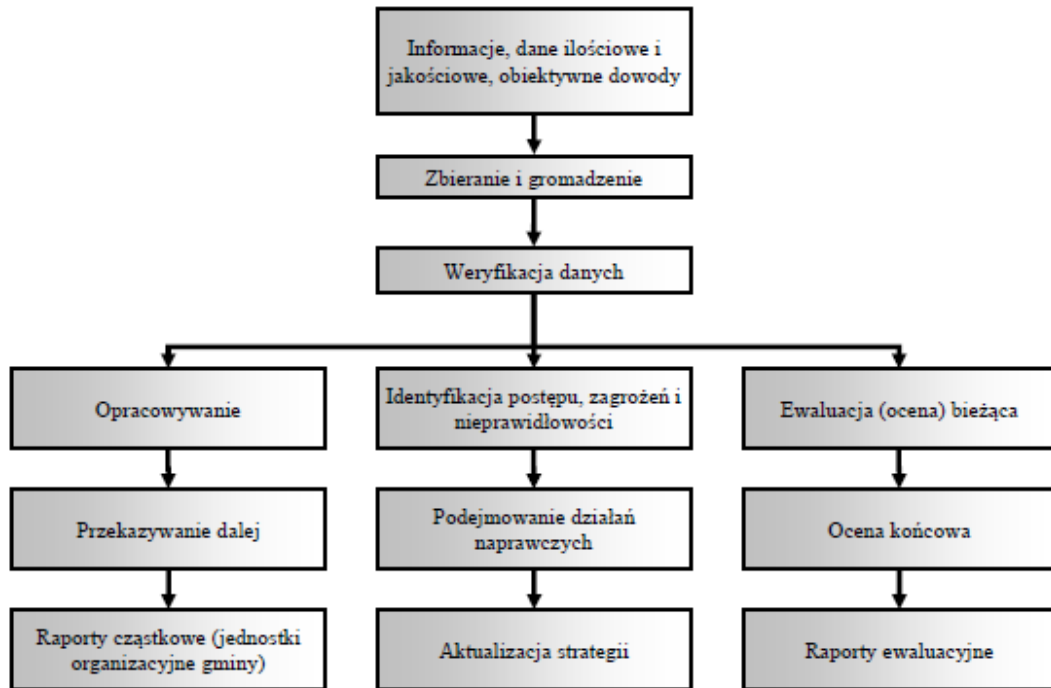 Informacje, dane ilościowe i
jakościowe, obiektywne dowody
Zbieranie i gromadzenie
Weryfikacja danych
Opracowywanie
Identyfikacja postępu, zagrożeń i
nieprawidłowości
Ewaluacja (ocena) bieżąca
Przekazywanie dalej
Podejmowanie działań
naprawczych
Ocena końcowa
Raporty cząstkowe (jednostki
organizacyjne gminy)
Aktualizacja strategii
Raporty ewaluacyjne